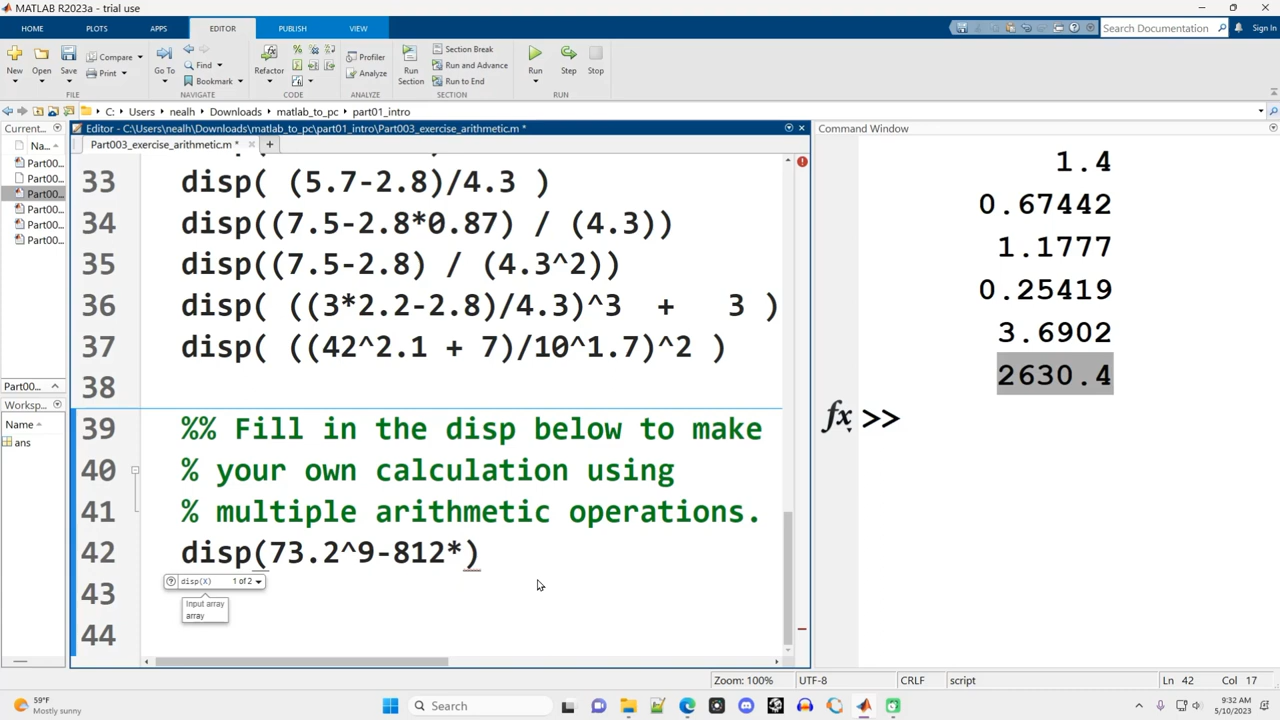 MATLAB R2023a - trial use
HOME PLOTS APPS EDITOR PUBLISH VIEW Search Documentation Sign In
New Open Save Compare Print Go To Find Bookmark Refactor Profiler Analyze Run Section Section Break Run and Advance Run to End Run Step Stop
FILE NAVIGATE CODE ANALYZE SECTION RUN
C: Users nealh Downloads matlab_to_pc part01_intro
Current... Editor - C:\Users\nealh\Downloads\matlab_to_pc\part01_intro\Part003_exercise_arithmetic.m * Command Window
Na... Part003_exercise_arithmetic.m * +
Part00...
Part00...
Part00...
Part00...
Part00...
Part00...
Part00...
Worksp...
Name
ans
33 disp( (5.7-2.8)/4.3 )
34 disp((7.5-2.8*0.87) / (4.3))
35 disp((7.5-2.8) / (4.3^2))
36 disp( ((3*2.2-2.8)/4.3)^3 + 3 )
37 disp( ((42^2.1 + 7)/10^1.7)^2 )
38
39 %% Fill in the disp below to make
40 % your own calculation using
41 % multiple arithmetic operations.
42 disp(73.2^9-812*)
disp(X) 1 of 2
43
Input array
array
44
1.4
0.67442
1.1777
0.25419
3.6902
2630.4
fx >>
Zoom: 100% UTF-8 CRLF script Ln 42 Col 17
59°F
Mostly sunny
Search
9:32 AM
5/10/2023